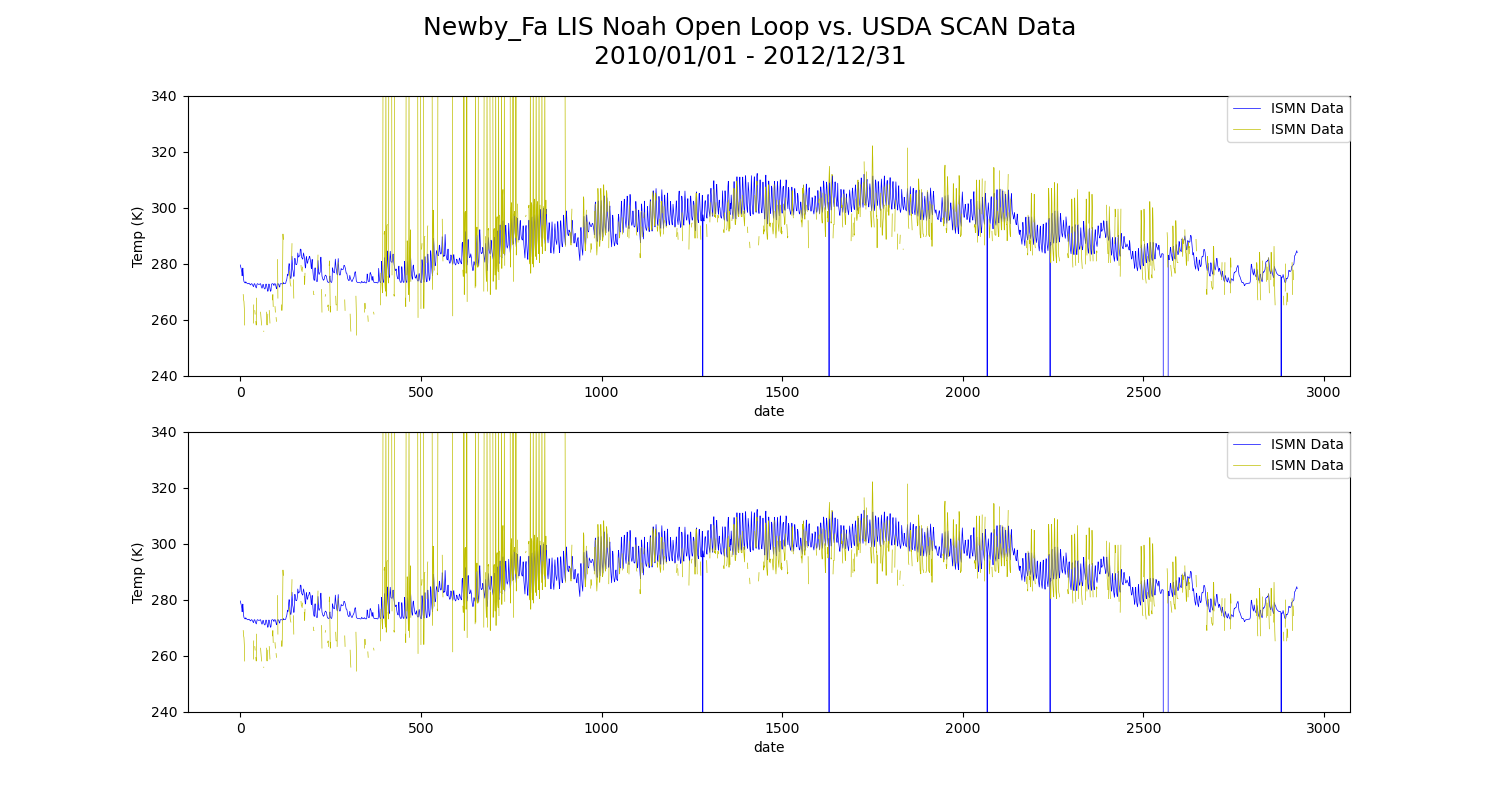 Newby_Fa LIS Noah Open Loop vs. USDA SCAN Data
2010/01/01 - 2012/12/31
340
320
300
280
260
240
Temp (K)
ISMN Data
ISMN Data
0 500 1000 1500 2000 2500 3000
date
340
320
300
280
260
240
Temp (K)
ISMN Data
ISMN Data
0 500 1000 1500 2000 2500 3000
date